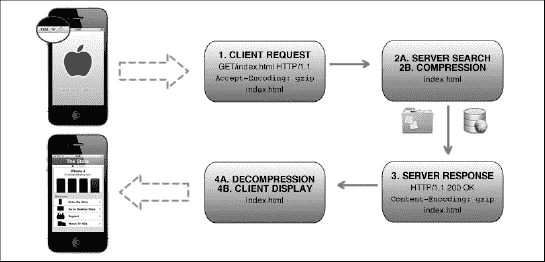 1. CLIENT REQUEST
GET/index.html HTTP/1.1
Accept-Encoding: gzip
index.html
2A. SERVER SEARCH
2B. COMPRESSION
index.html
3. SERVER RESPONSE
HTTP/1.1 200 OK
Content-Encoding: gzip
index.html
4A. DECOMPRESSION
4B. CLIENT DISPLAY
index.html
The Store
iPhone 4